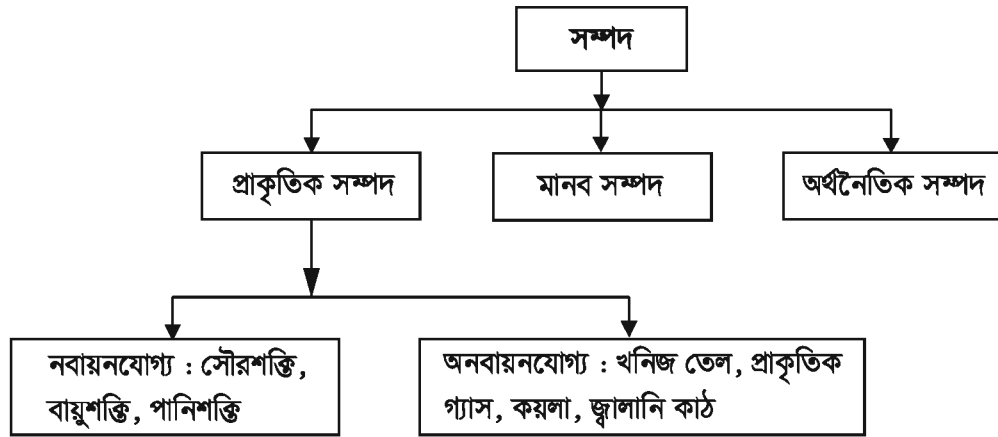 সম্পদ
প্রাকৃতিক সম্পদ
মানব সম্পদ
অর্থনৈতিক সম্পদ
নবায়নযোগ্য : সৌরশক্তি,
বায়ুশক্তি, পানিশক্তি
অনবায়নযোগ্য : খনিজ তেল, প্রাকৃতিক
গ্যাস, কয়লা, জ্বালানি কাঠ